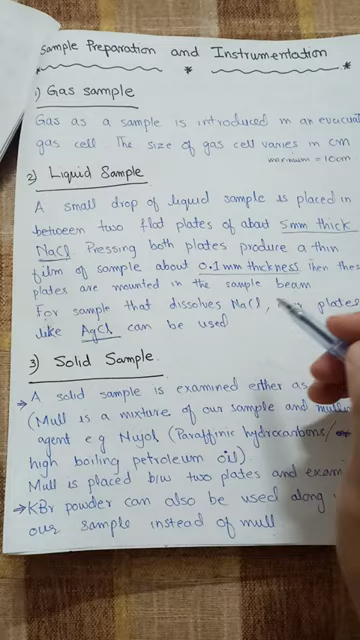 Sample Preparation and Instrumentation
1) Gas sample
Gas as a sample is introduced in an evacuat
gas cell. The size of gas cell varies in cm
maximum = 10cm
2) Liquid Sample
A small drop of liquid sample is placed in
between two flat plates of about 5mm thick
NaCl. Pressing both plates produce a thin
film of sample about 0.1mm thickness Then thes
plates are mounted in the sample beam
For sample that dissolves NaCl, plates
like AgCl can be used
3) Solid Sample
→ A solid sample is examined either as
(Mull is a mixture of our sample and mullin
agent e.g Nujol (Paraffinic hydrocarbons/
high boiling petroleum oil)
Mull is placed b/w two plates and exami
→ KBr powder can also be used along
our sample instead of mull